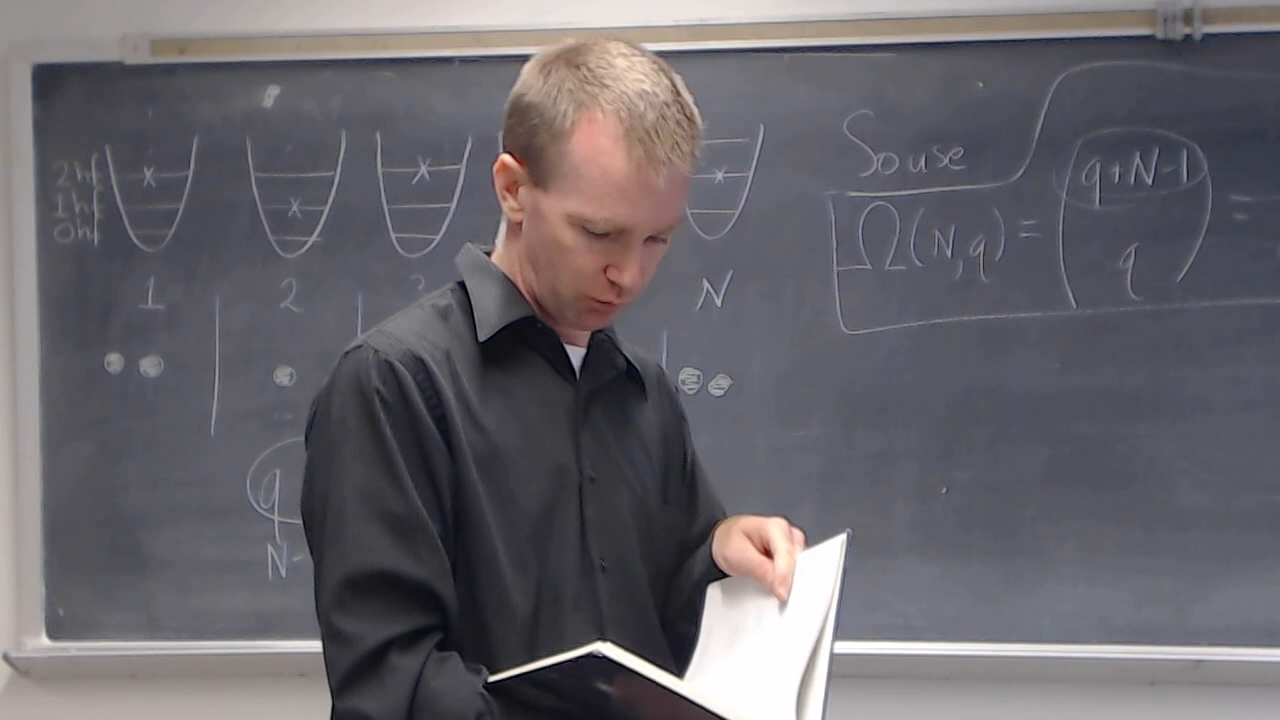 Souse
2hf
1hf
0hf
Ω(N,q) = (q+N-1
q) =
1 2 N
q
N-